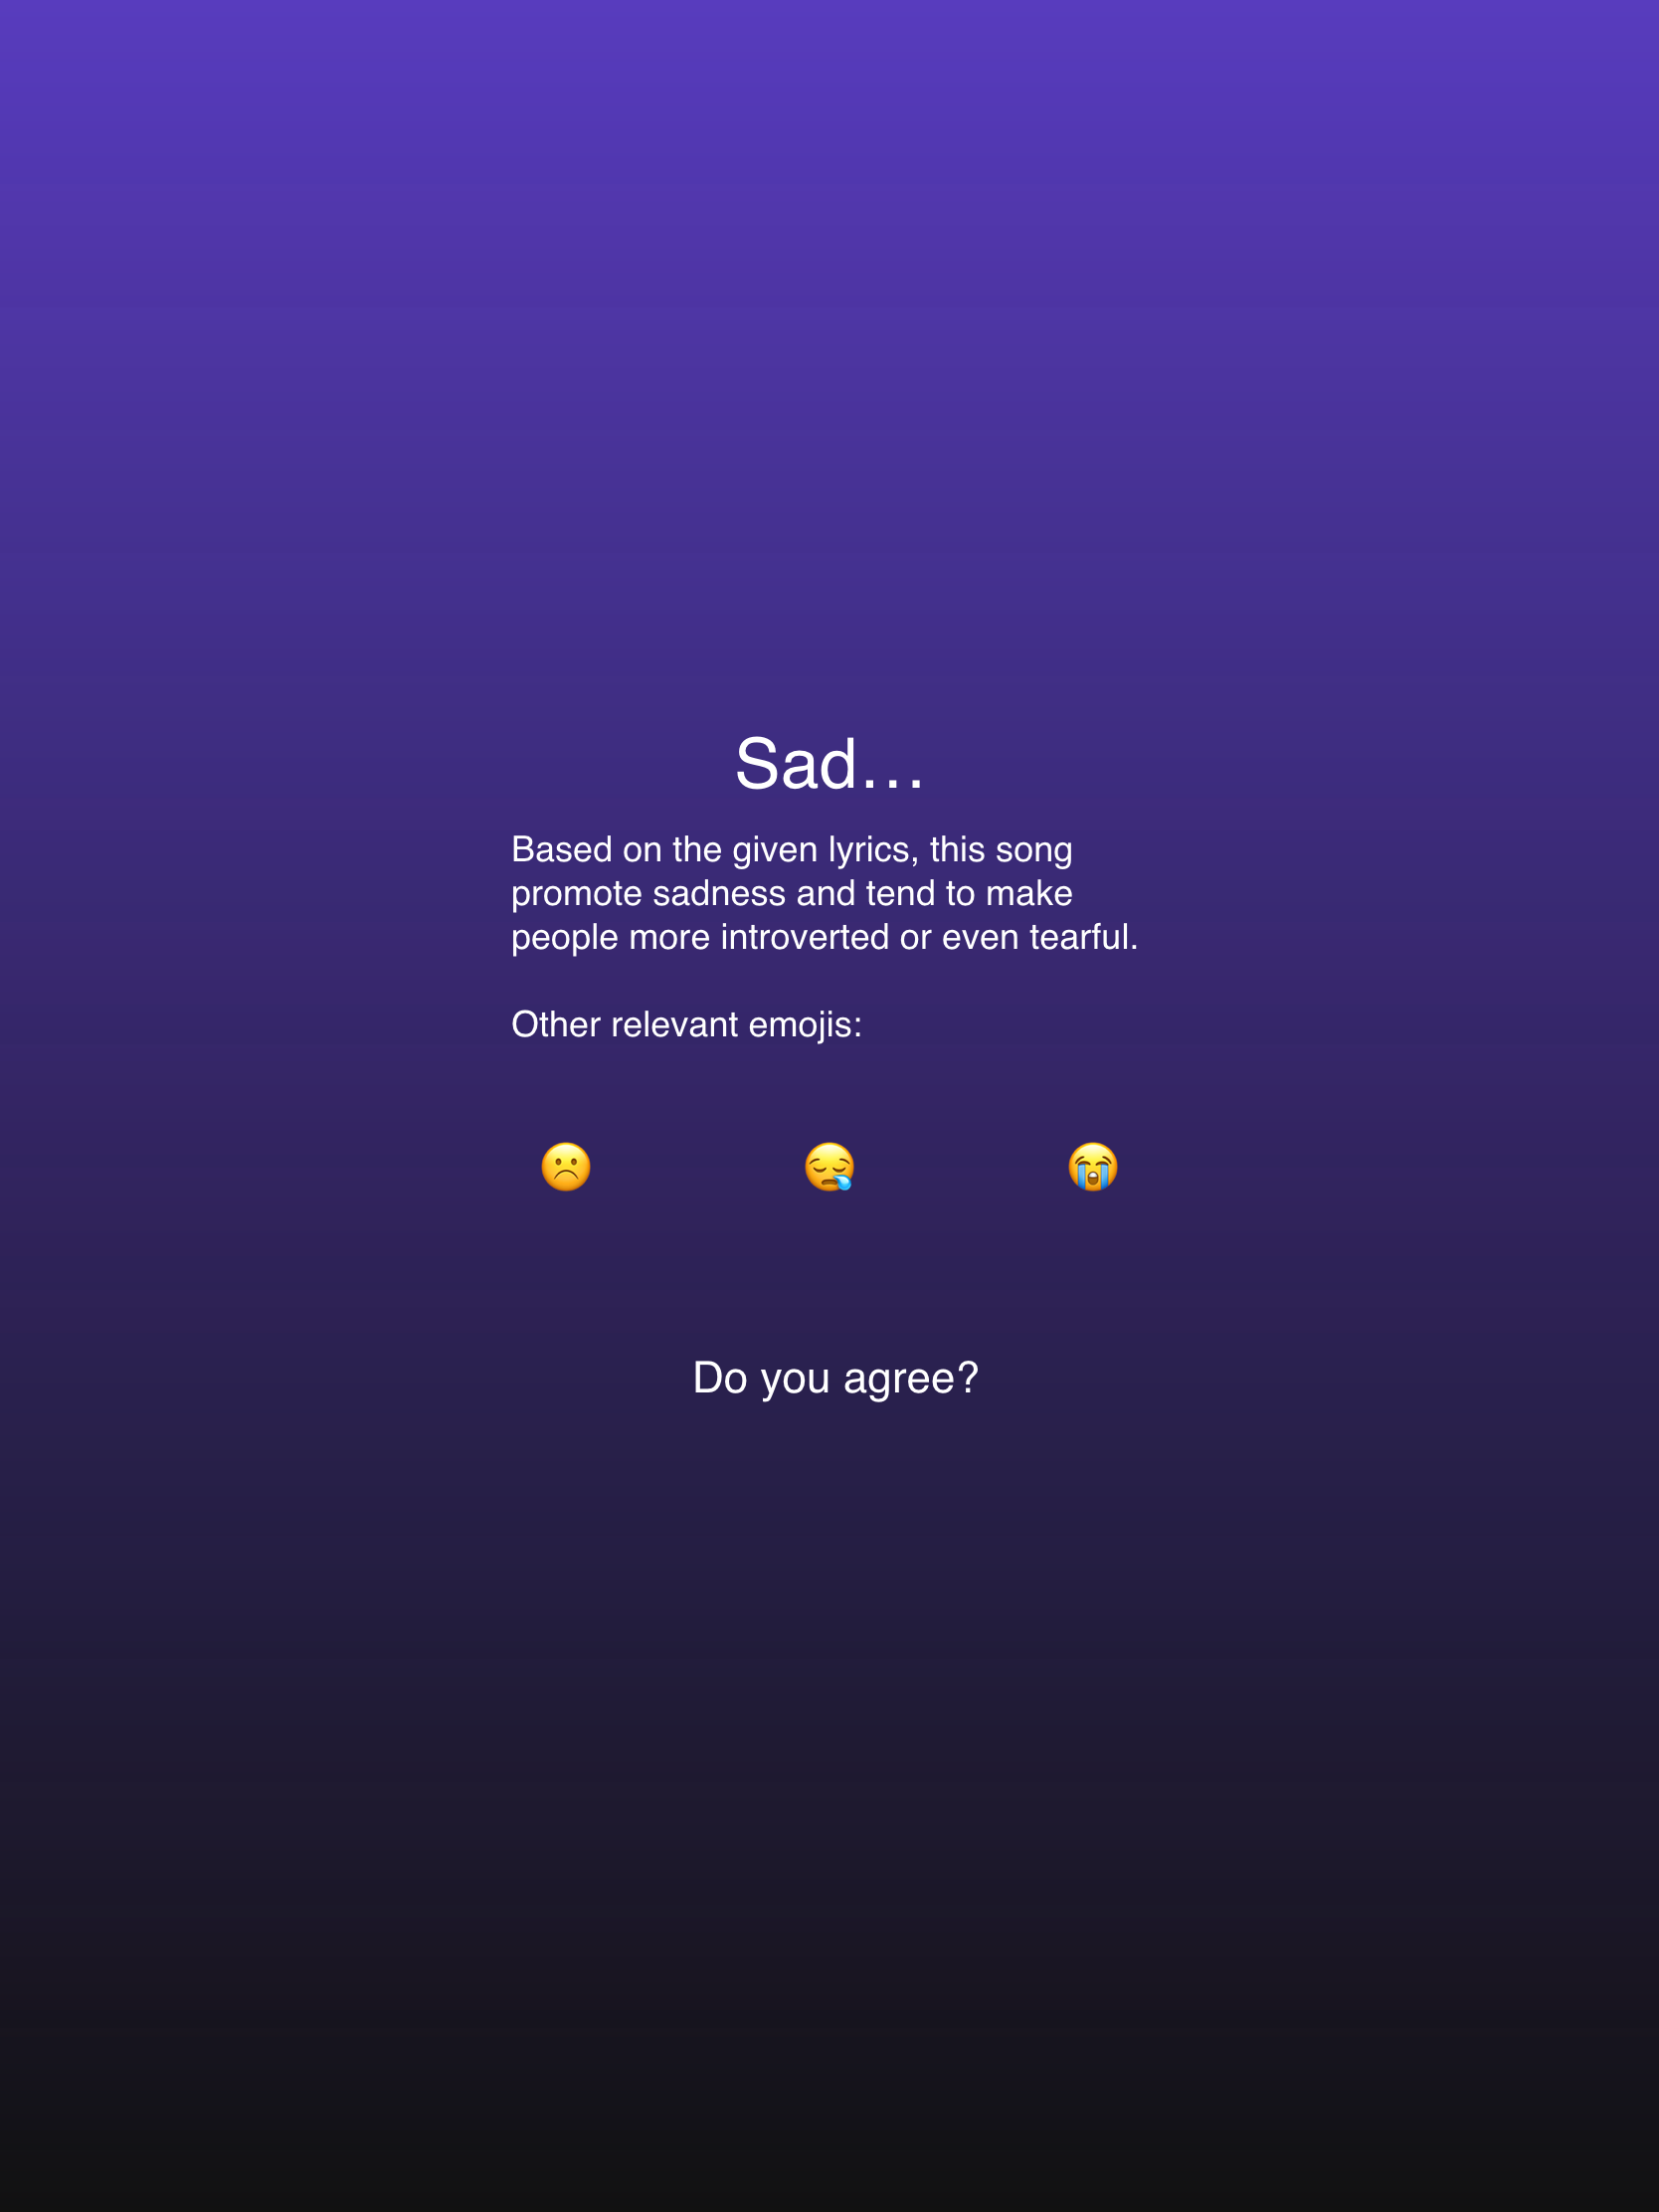 Sad...
Based on the given lyrics, this song
promote sadness and tend to make
people more introverted or even tearful.
Other relevant emojis:
☹️ 😪 😭
Do you agree?